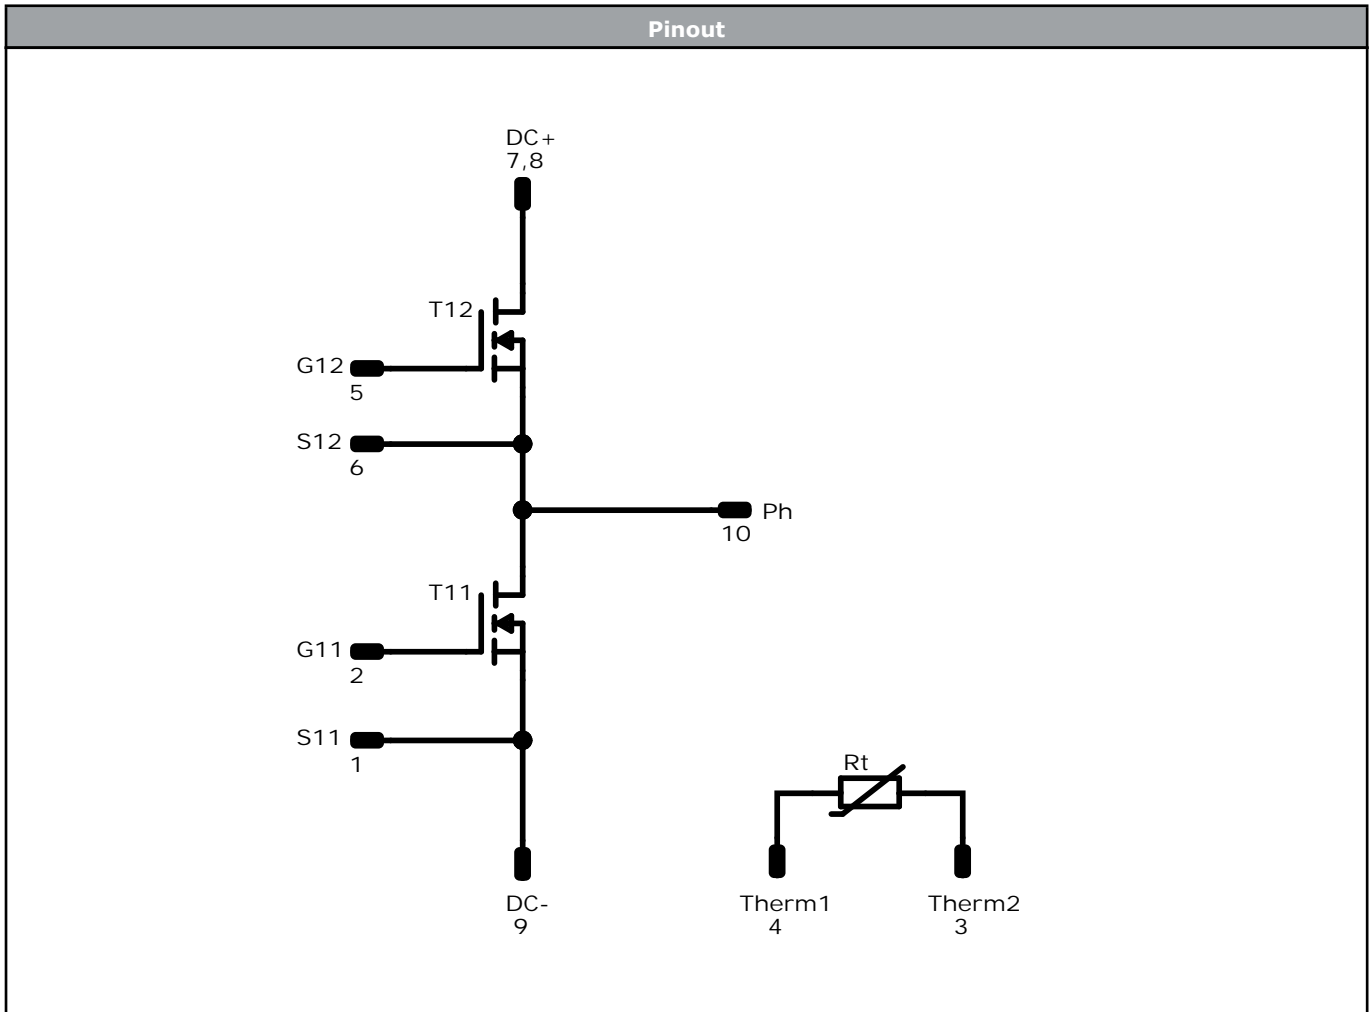 Pinout
DC+
7,8
T12
G12
5
S12
6
Ph
10
T11
G11
2
S11
1
Rt
DC-
9
Therm1
4
Therm2
3